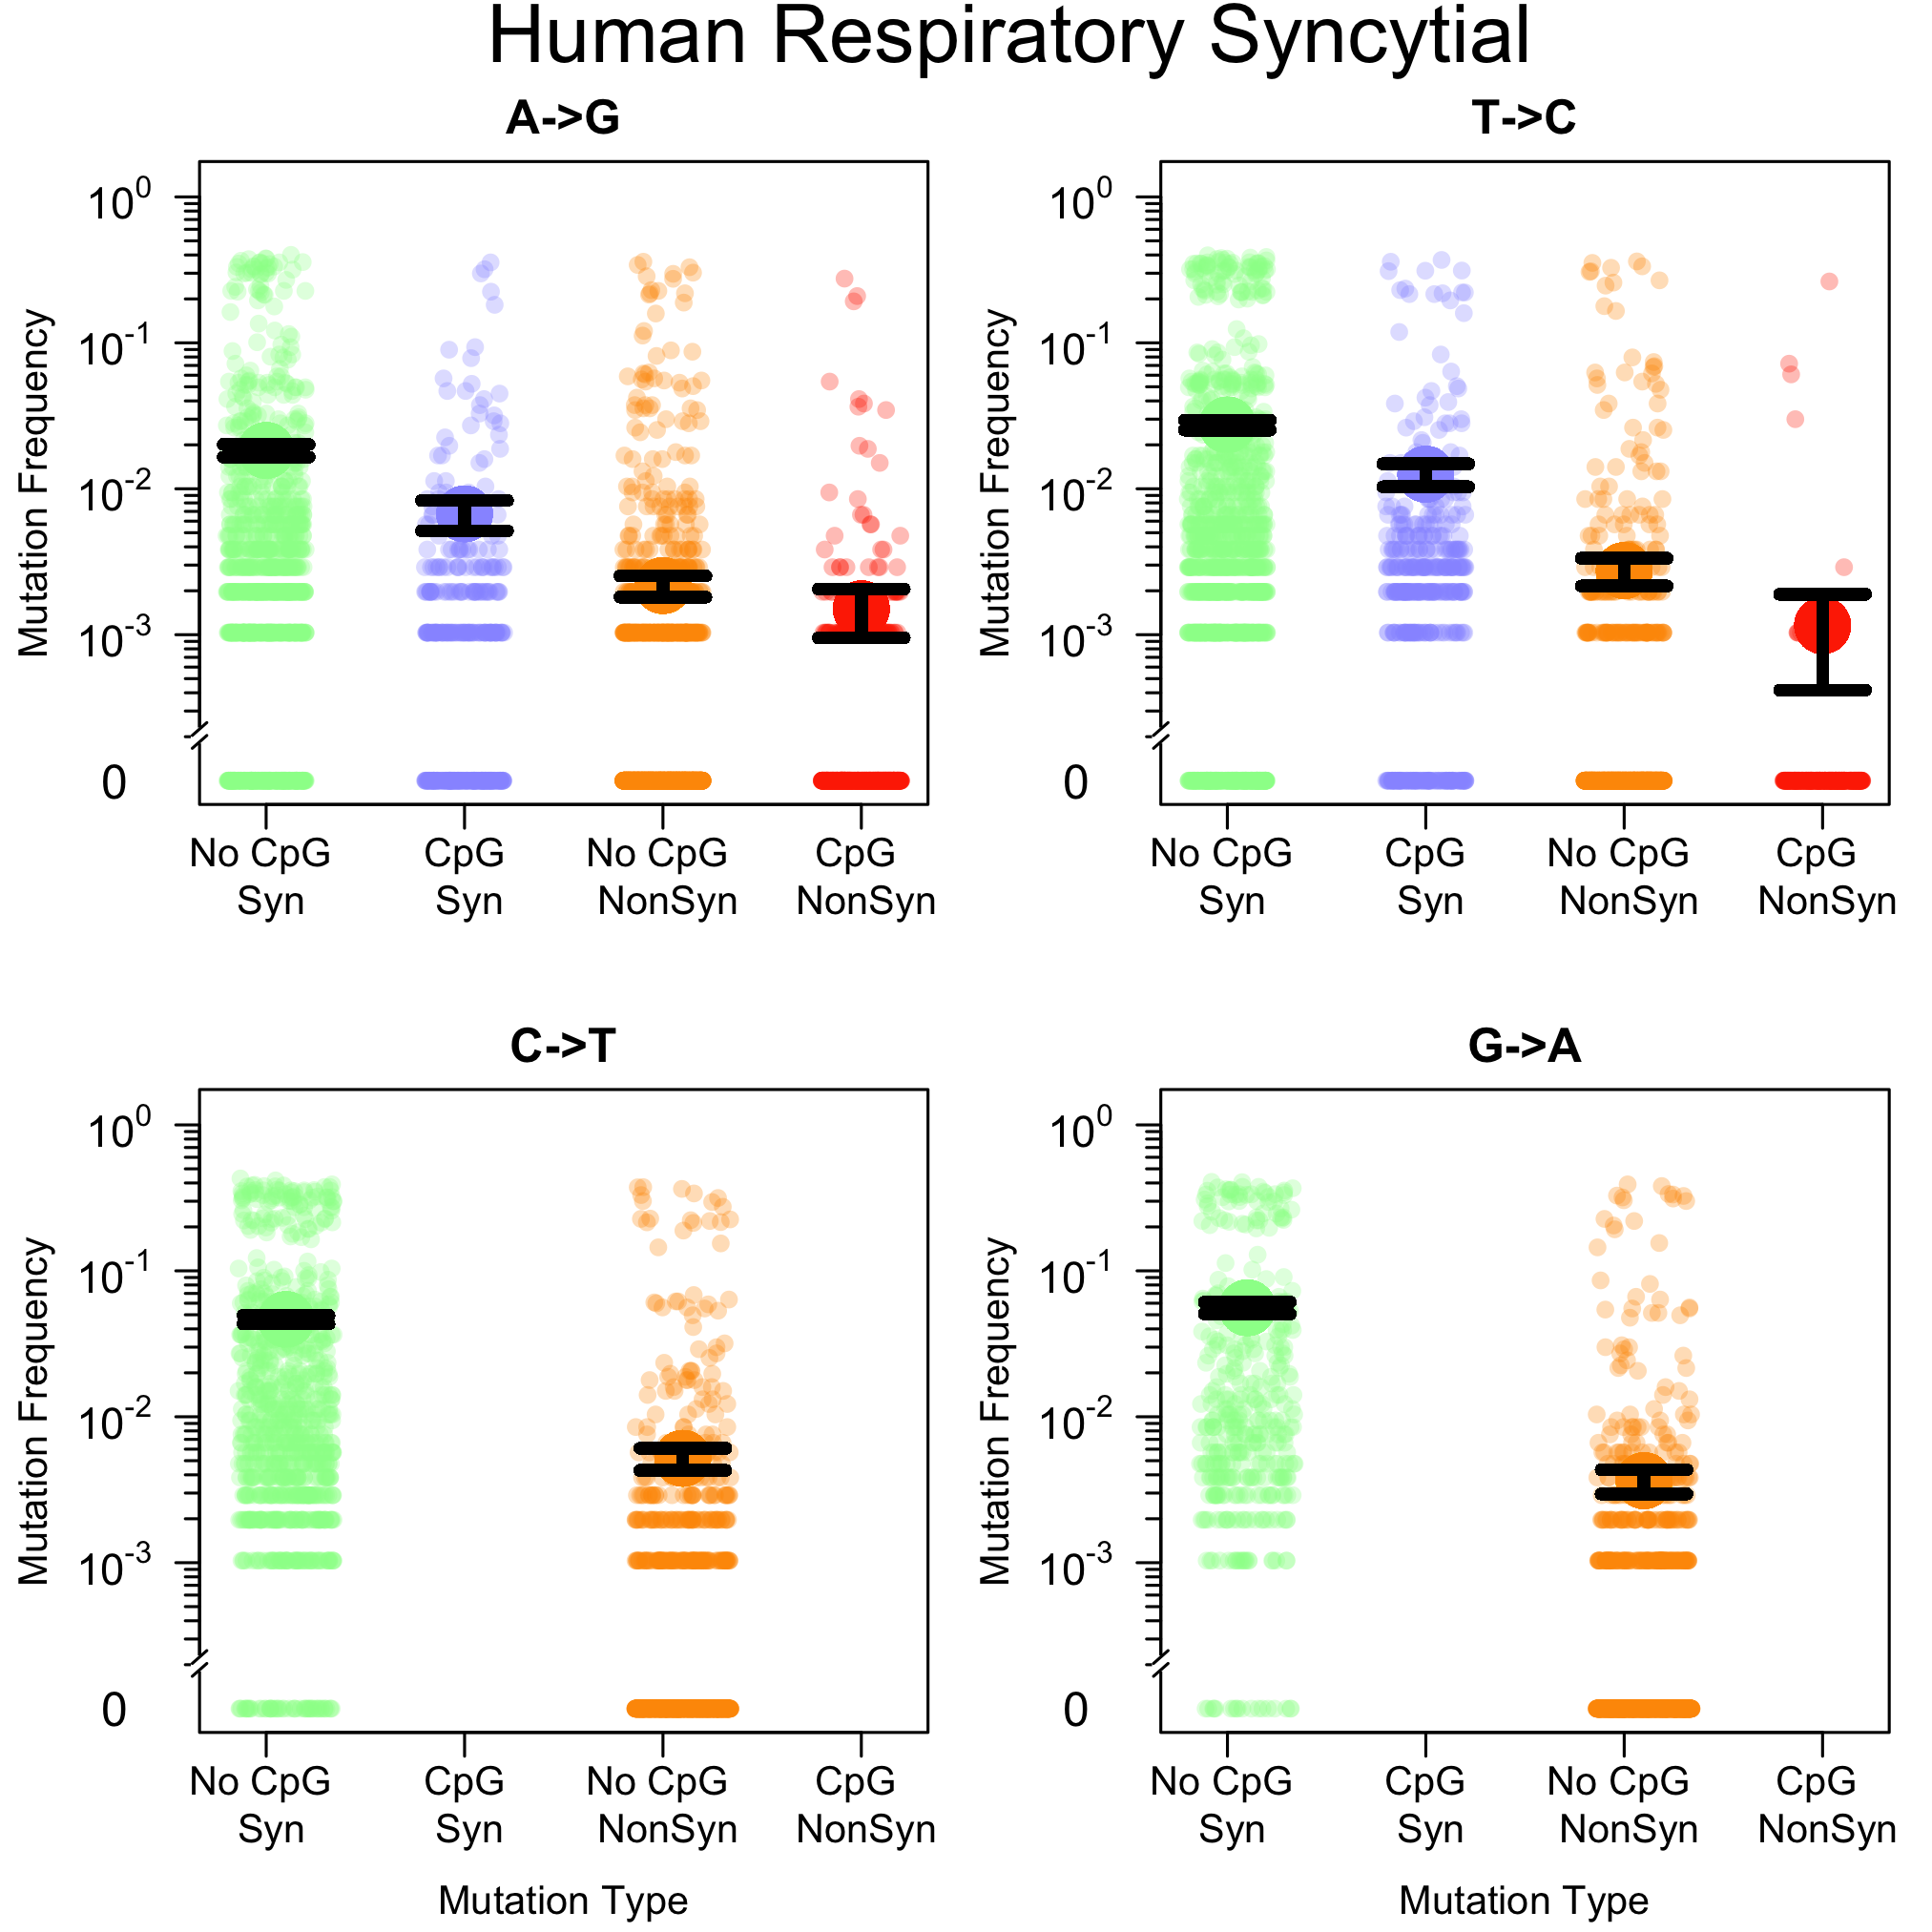 Human Respiratory Syncytial
A->G
T->C
Mutation Frequency
10^0
10^-1
10^-2
10^-3
0
No CpG CpG No CpG CpG
Syn Syn NonSyn NonSyn
Mutation Frequency
10^0
10^-1
10^-2
10^-3
0
No CpG CpG No CpG CpG
Syn Syn NonSyn NonSyn
C->T
G->A
Mutation Frequency
10^0
10^-1
10^-2
10^-3
0
No CpG CpG No CpG CpG
Syn Syn NonSyn NonSyn
Mutation Type
Mutation Frequency
10^0
10^-1
10^-2
10^-3
0
No CpG CpG No CpG CpG
Syn Syn NonSyn NonSyn
Mutation Type